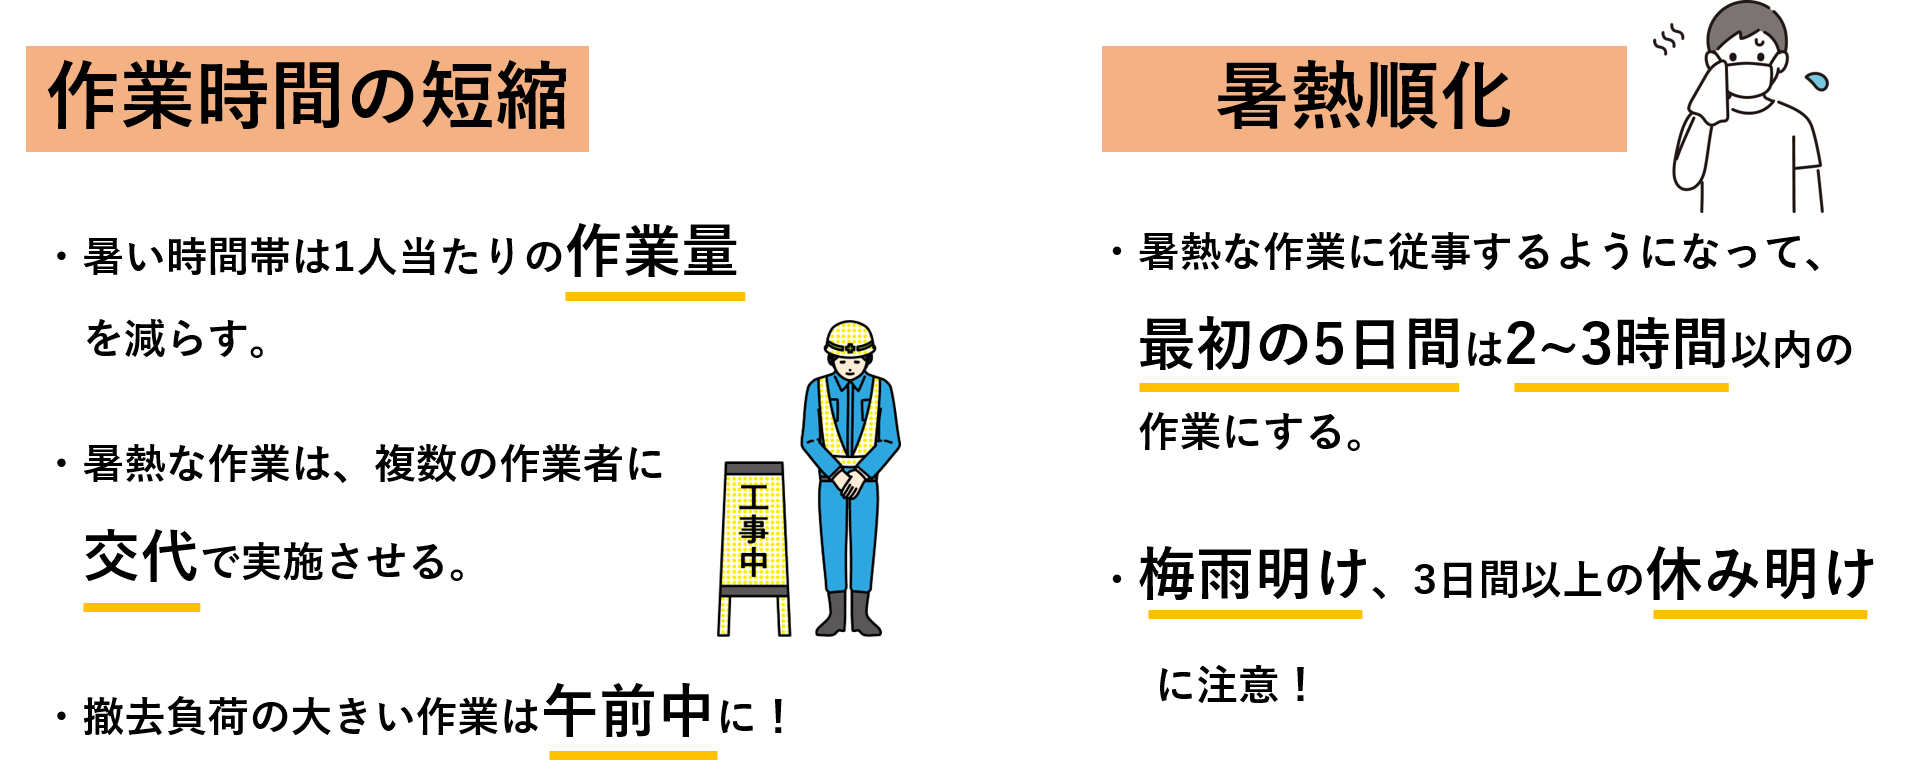 作業時間の短縮
・暑い時間帯は1人当たりの作業量
を減らす。
・暑熱な作業は、複数の作業者に
交代で実施させる。
・撤去負荷の大きい作業は午前中に！
工事中
暑熱順化
・暑熱な作業に従事するようになって、
最初の5日間は2~3時間以内の
作業にする。
・梅雨明け、3日間以上の休み明け
に注意！